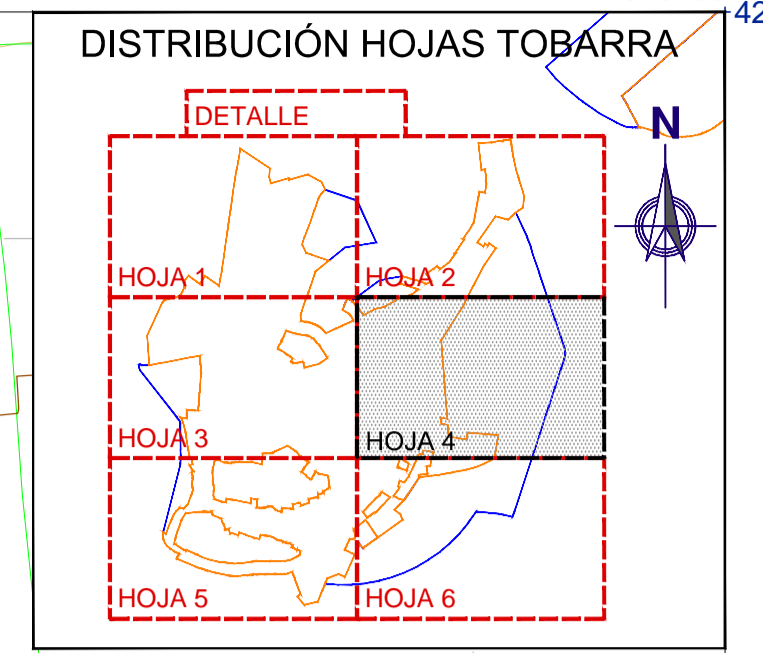 42
DISTRIBUCIÓN HOJAS TOBARRA
DETALLE
N
HOJA 1
HOJA 2
HOJA 3
HOJA 4
HOJA 5
HOJA 6